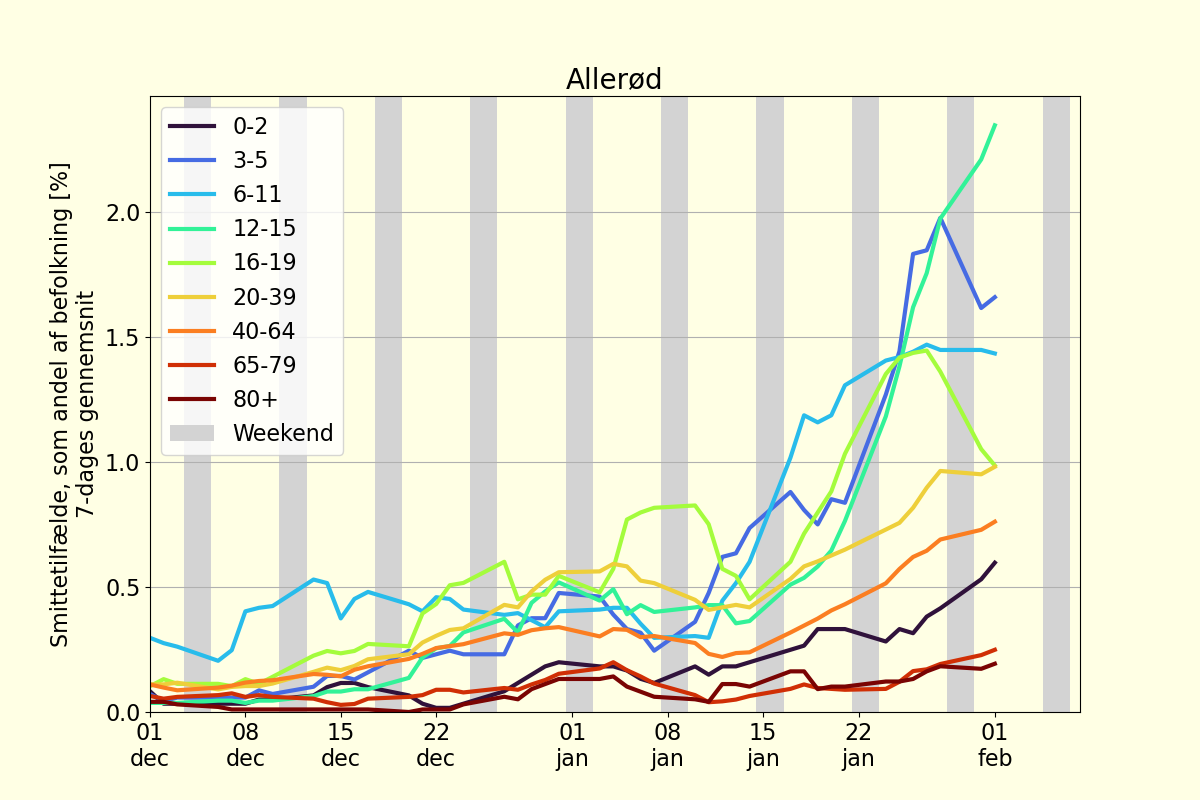 Allerød
Smittetilfælde, som andel af befolkning [%]
7-dages gennemsnit
2.0
1.5
1.0
0.5
0.0
0-2
3-5
6-11
12-15
16-19
20-39
40-64
65-79
80+
Weekend
01 08 15 22 01 08 15 22 01
dec dec dec dec jan jan jan jan feb